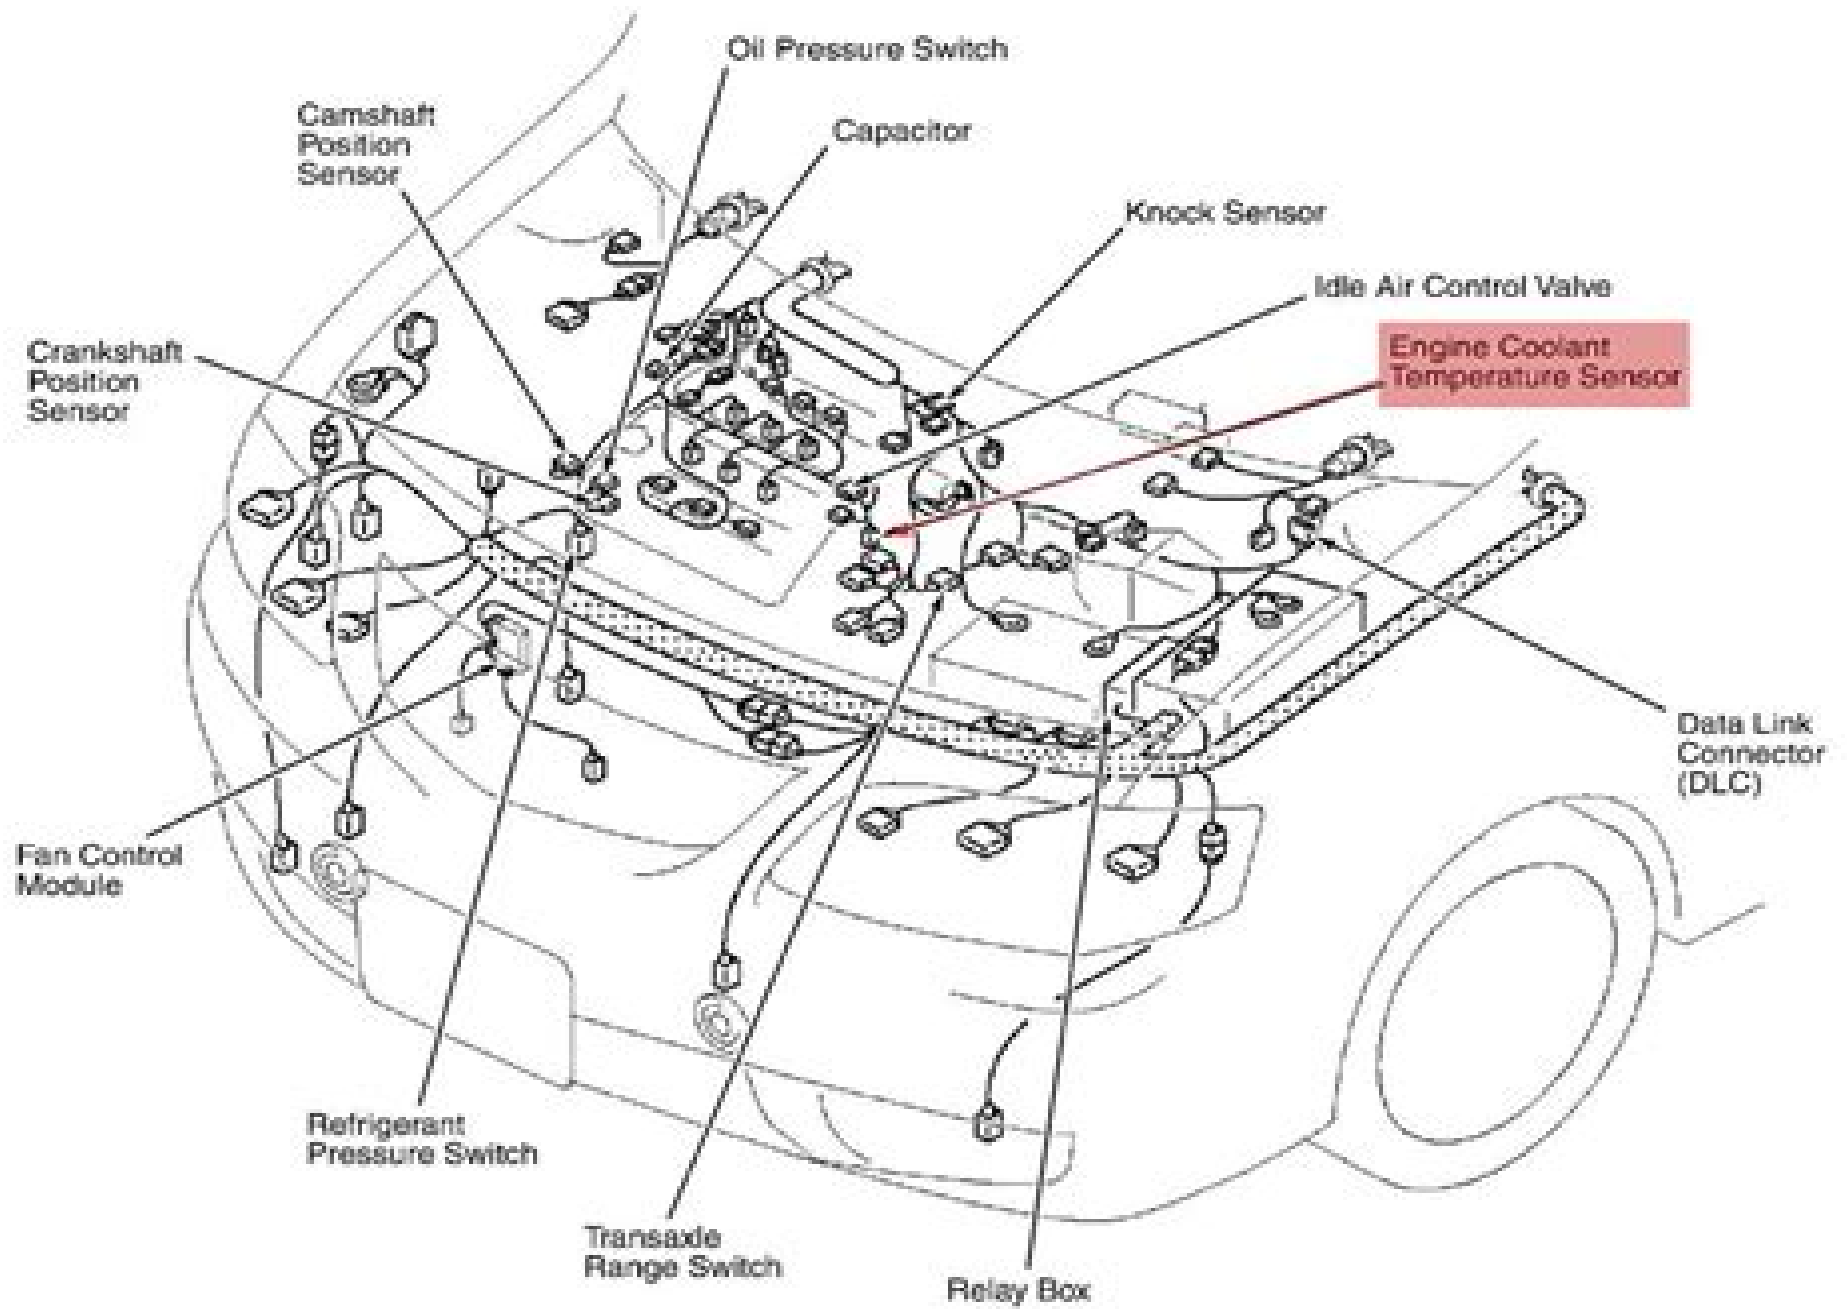 Oil Pressure Switch
Camshaft
Position
Sensor
Capacitor
Knock Sensor
Idle Air Control Valve
Engine Coolant
Temperature Sensor
Crankshaft
Position
Sensor
Data Link
Connector
(DLC)
Fan Control
Module
Refrigerant
Pressure Switch
Transaxle
Range Switch
Relay Box